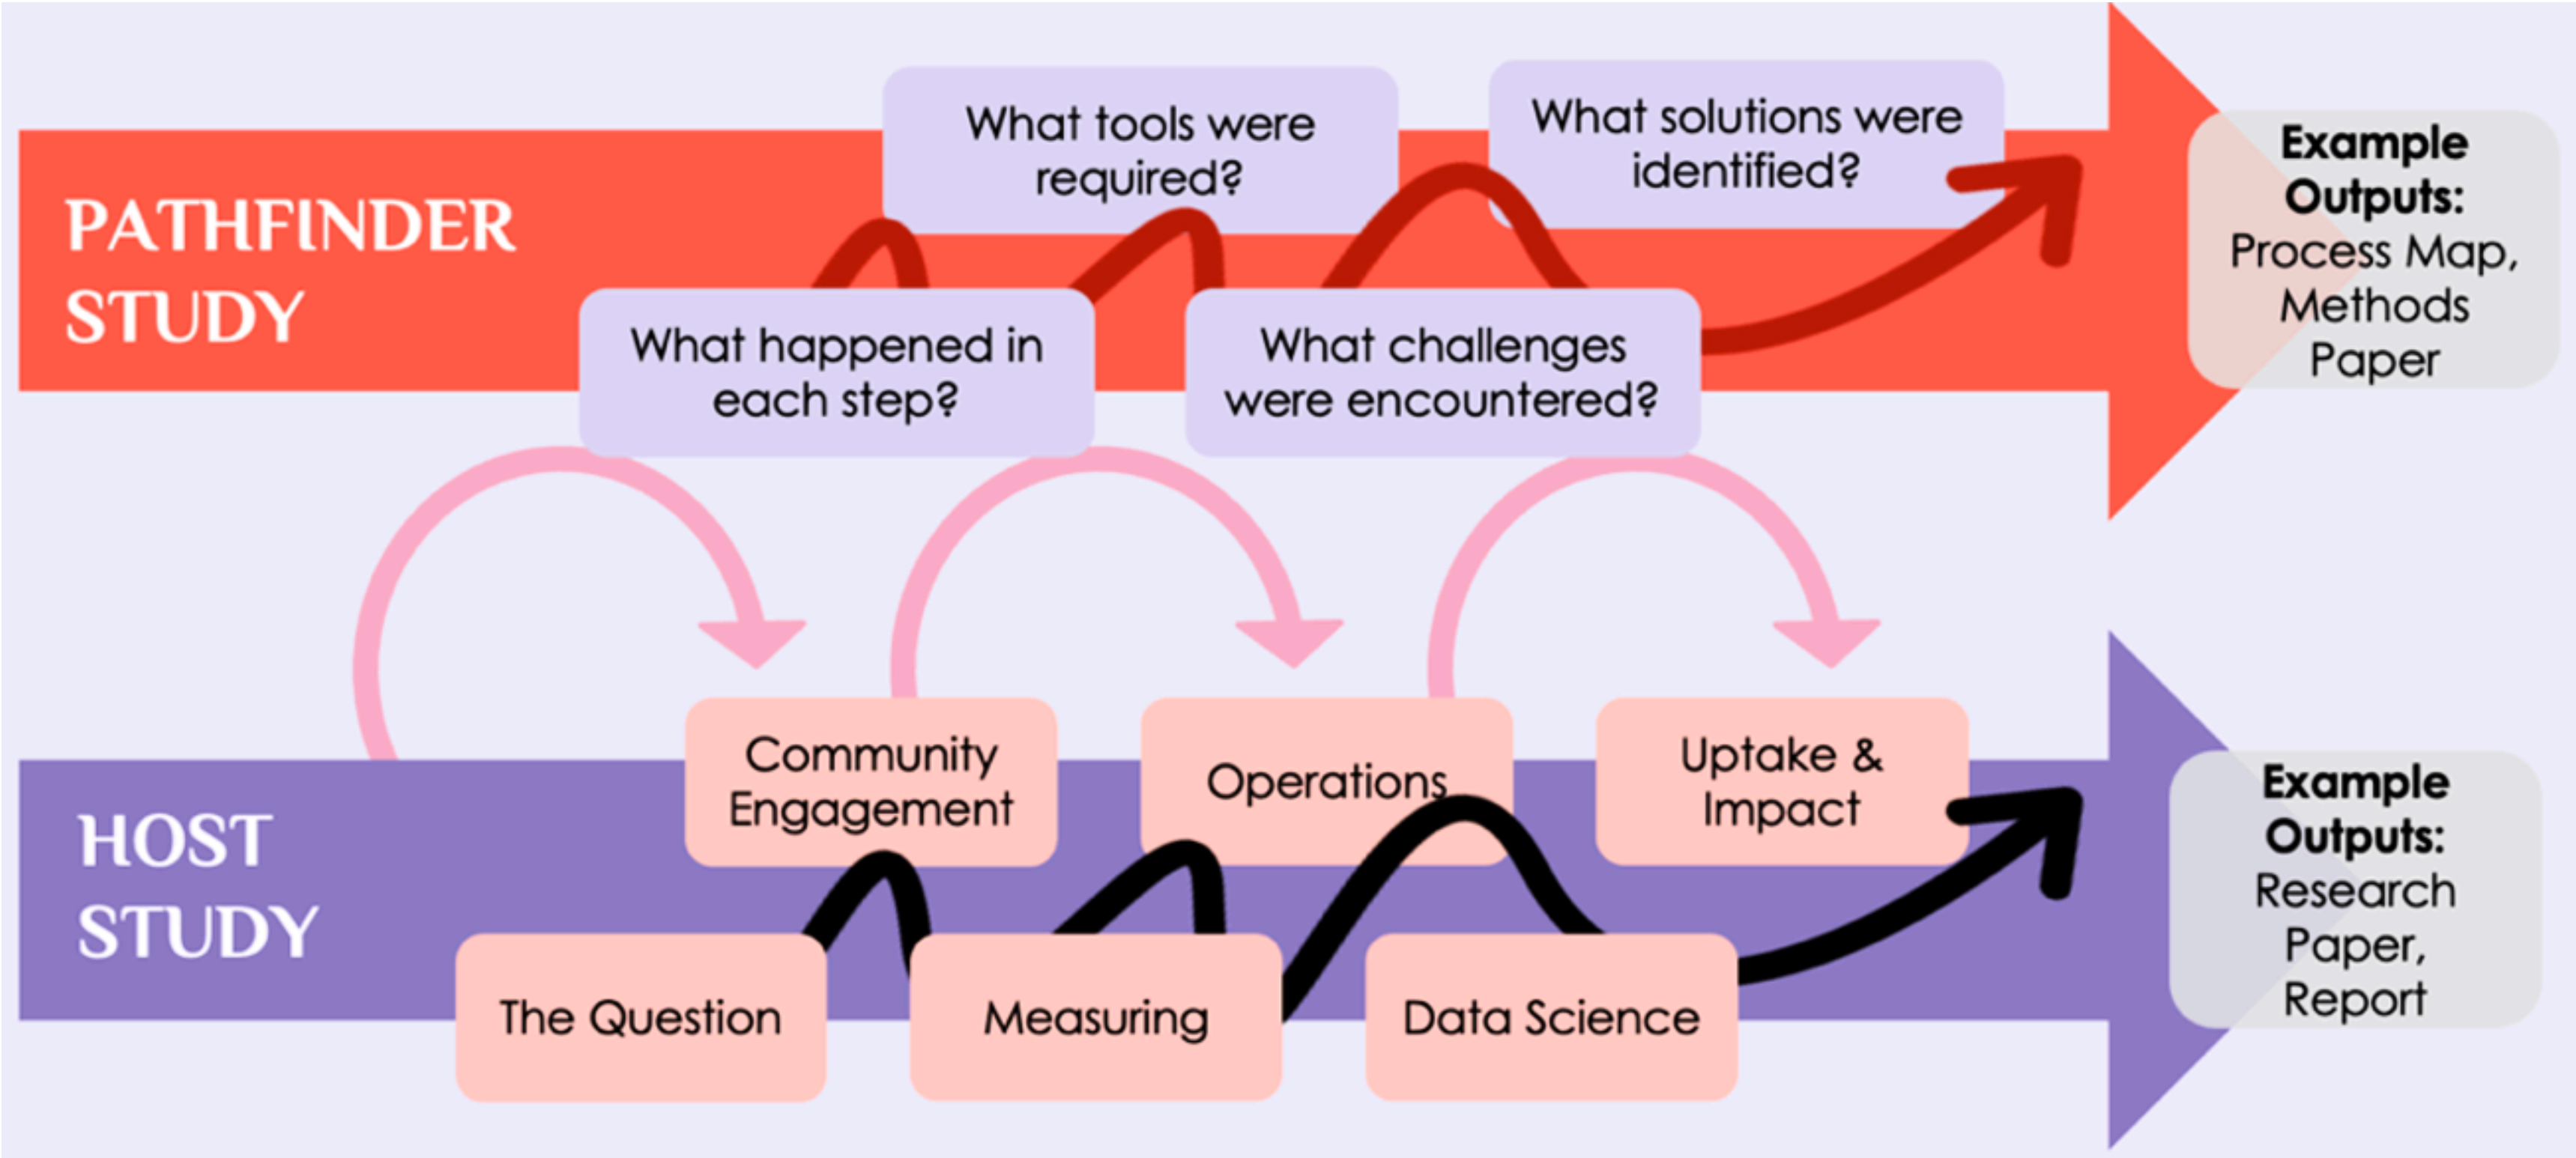 PATHFINDER
STUDY
What happened in
each step?
What tools were
required?
What challenges
were encountered?
What solutions were
identified?
Example
Outputs:
Process Map,
Methods
Paper
HOST
STUDY
The Question
Community
Engagement
Measuring
Operations
Data Science
Uptake &
Impact
Example
Outputs:
Research
Paper,
Report